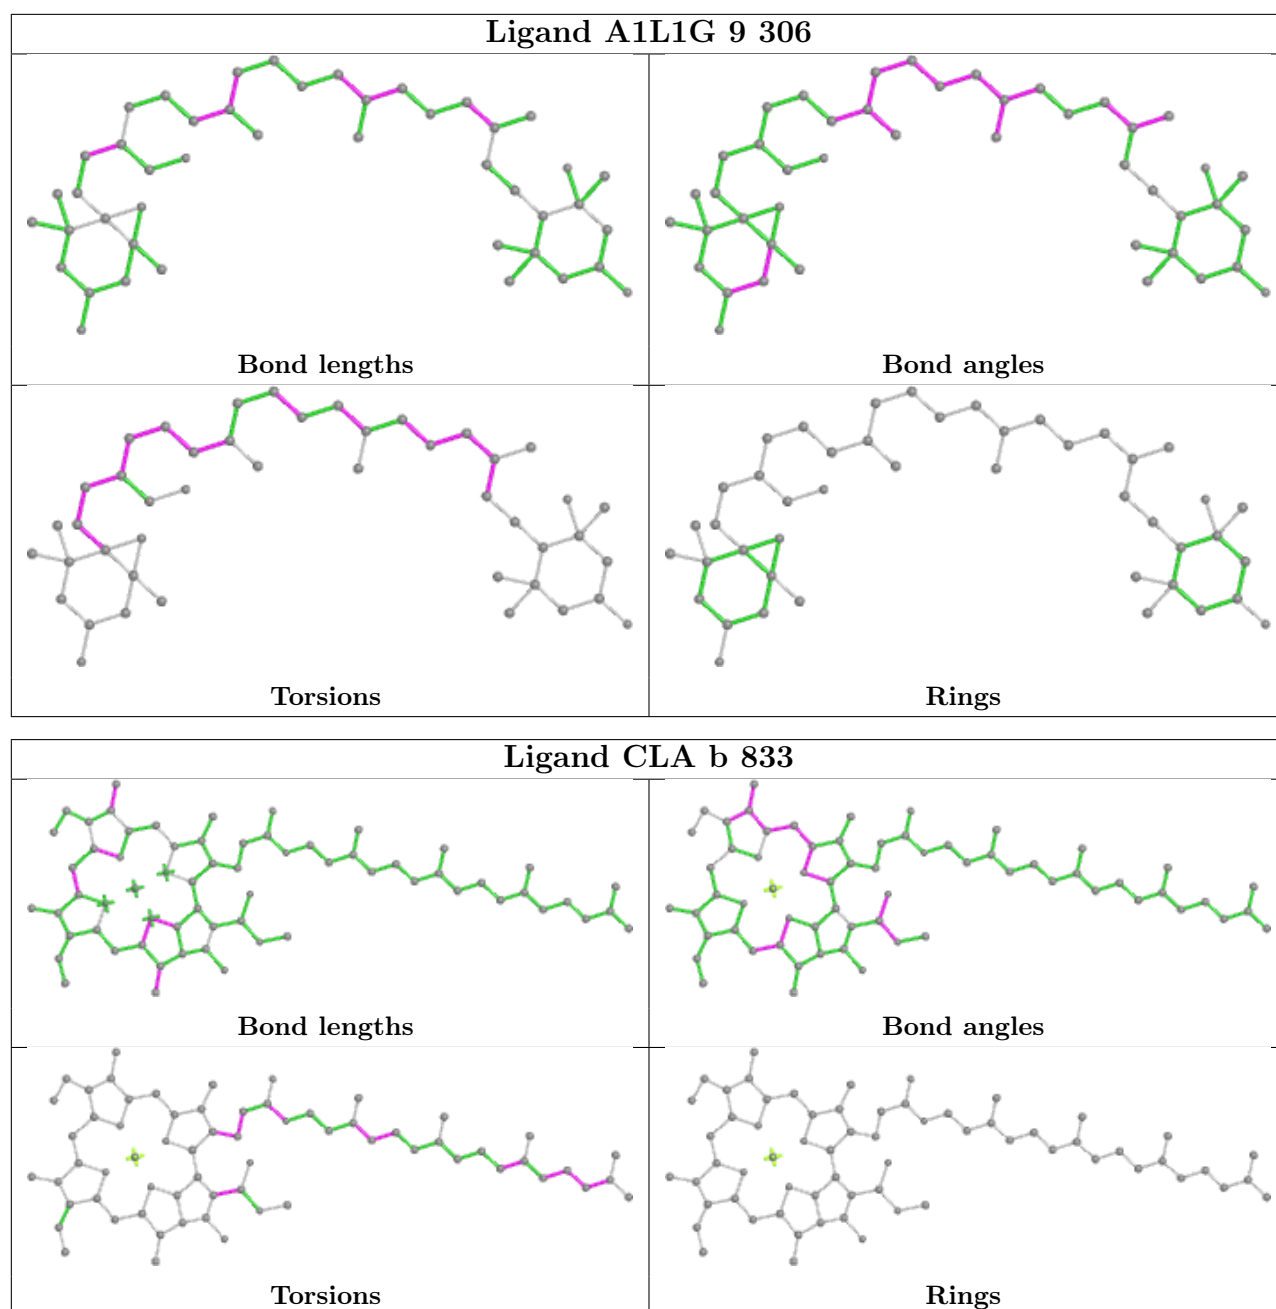 Ligand A1L1G 9 306
Bond lengths
Bond angles
Torsions
Rings
Ligand CLA b 833
Bond lengths
Bond angles
Torsions
Rings